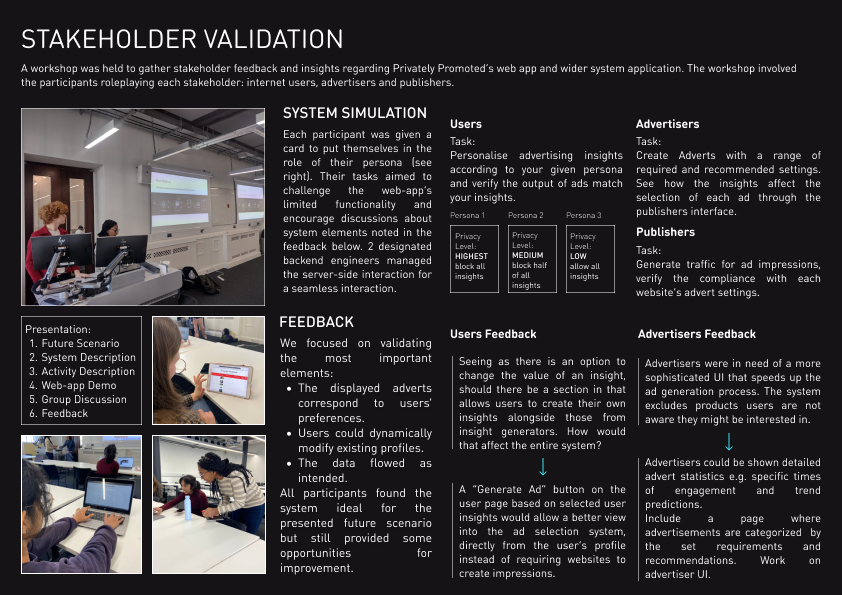 STAKEHOLDER VALIDATION
A workshop was held to gather stakeholder feedback and insights regarding Privately Promoted's web app and wider system application. The workshop involved
the participants roleplaying each stakeholder: internet users, advertisers and publishers.
SYSTEM SIMULATION
Each participant was given a
card to put themselves in the
role of their persona (see
right). Their tasks aimed to
challenge the web-app's
limited functionality and
encourage discussions about
system elements noted in the
feedback below. 2 designated
backend engineers managed
the server-side interaction for
a seamless interaction.
Users
Task:
Personalise advertising insights
according to your given persona
and verify the output of ads match
your insights.
Persona 1
Privacy
Level:
HIGHEST
block all
insights
Persona 2
Privacy
Level:
MEDIUM
block half
of all
insights
Persona 3
Privacy
Level:
LOW
allow all
insights
Advertisers
Task:
Create Adverts with a range of
required and recommended settings.
See how the insights affect the
selection of each ad through the
publishers interface.
Publishers
Task:
Generate traffic for ad impressions,
verify the compliance with each
website's advert settings.
Presentation:
1. Future Scenario
2. System Description
3. Activity Description
4. Web-app Demo
5. Group Discussion
6. Feedback
FEEDBACK
We focused on validating
the most important
elements:
• The displayed adverts
correspond to users'
preferences.
• Users could dynamically
modify existing profiles.
• The data flowed as
intended.
All participants found the
system ideal for the
presented future scenario
but still provided some
opportunities for
improvement.
Users Feedback
Seeing as there is an option to
change the value of an insight,
should there be a section in that
allows users to create their own
insights alongside those from
insight generators. How would
that affect the entire system?
A "Generate Ad" button on the
user page based on selected user
insights would allow a better view
into the ad selection system,
directly from the user's profile
instead of requiring websites to
create impressions.
Advertisers Feedback
Advertisers were in need of a more
sophisticated UI that speeds up the
ad generation process. The system
excludes products users are not
aware they might be interested in.
Advertisers could be shown detailed
advert statistics e.g. specific times
of engagement and trend
predictions.
Include a page where
advertisements are categorized by
the set requirements and
recommendations. Work on
advertiser UI.